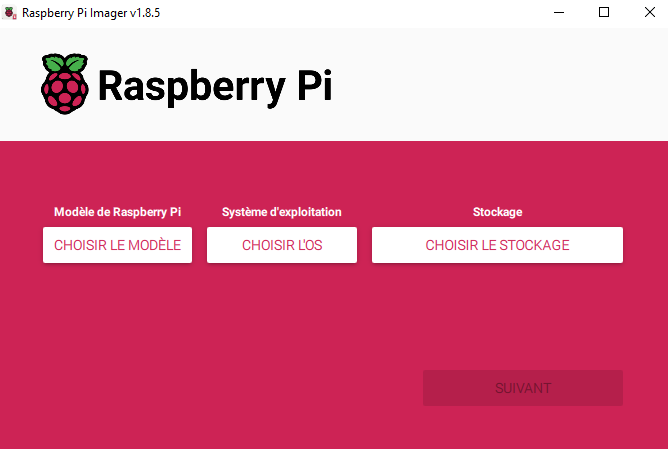 Raspberry Pi Imager v1.8.5
Raspberry Pi
Modèle de Raspberry Pi
Système d'exploitation
Stockage
CHOISIR LE MODÈLE
CHOISIR L'OS
CHOISIR LE STOCKAGE
SUIVANT